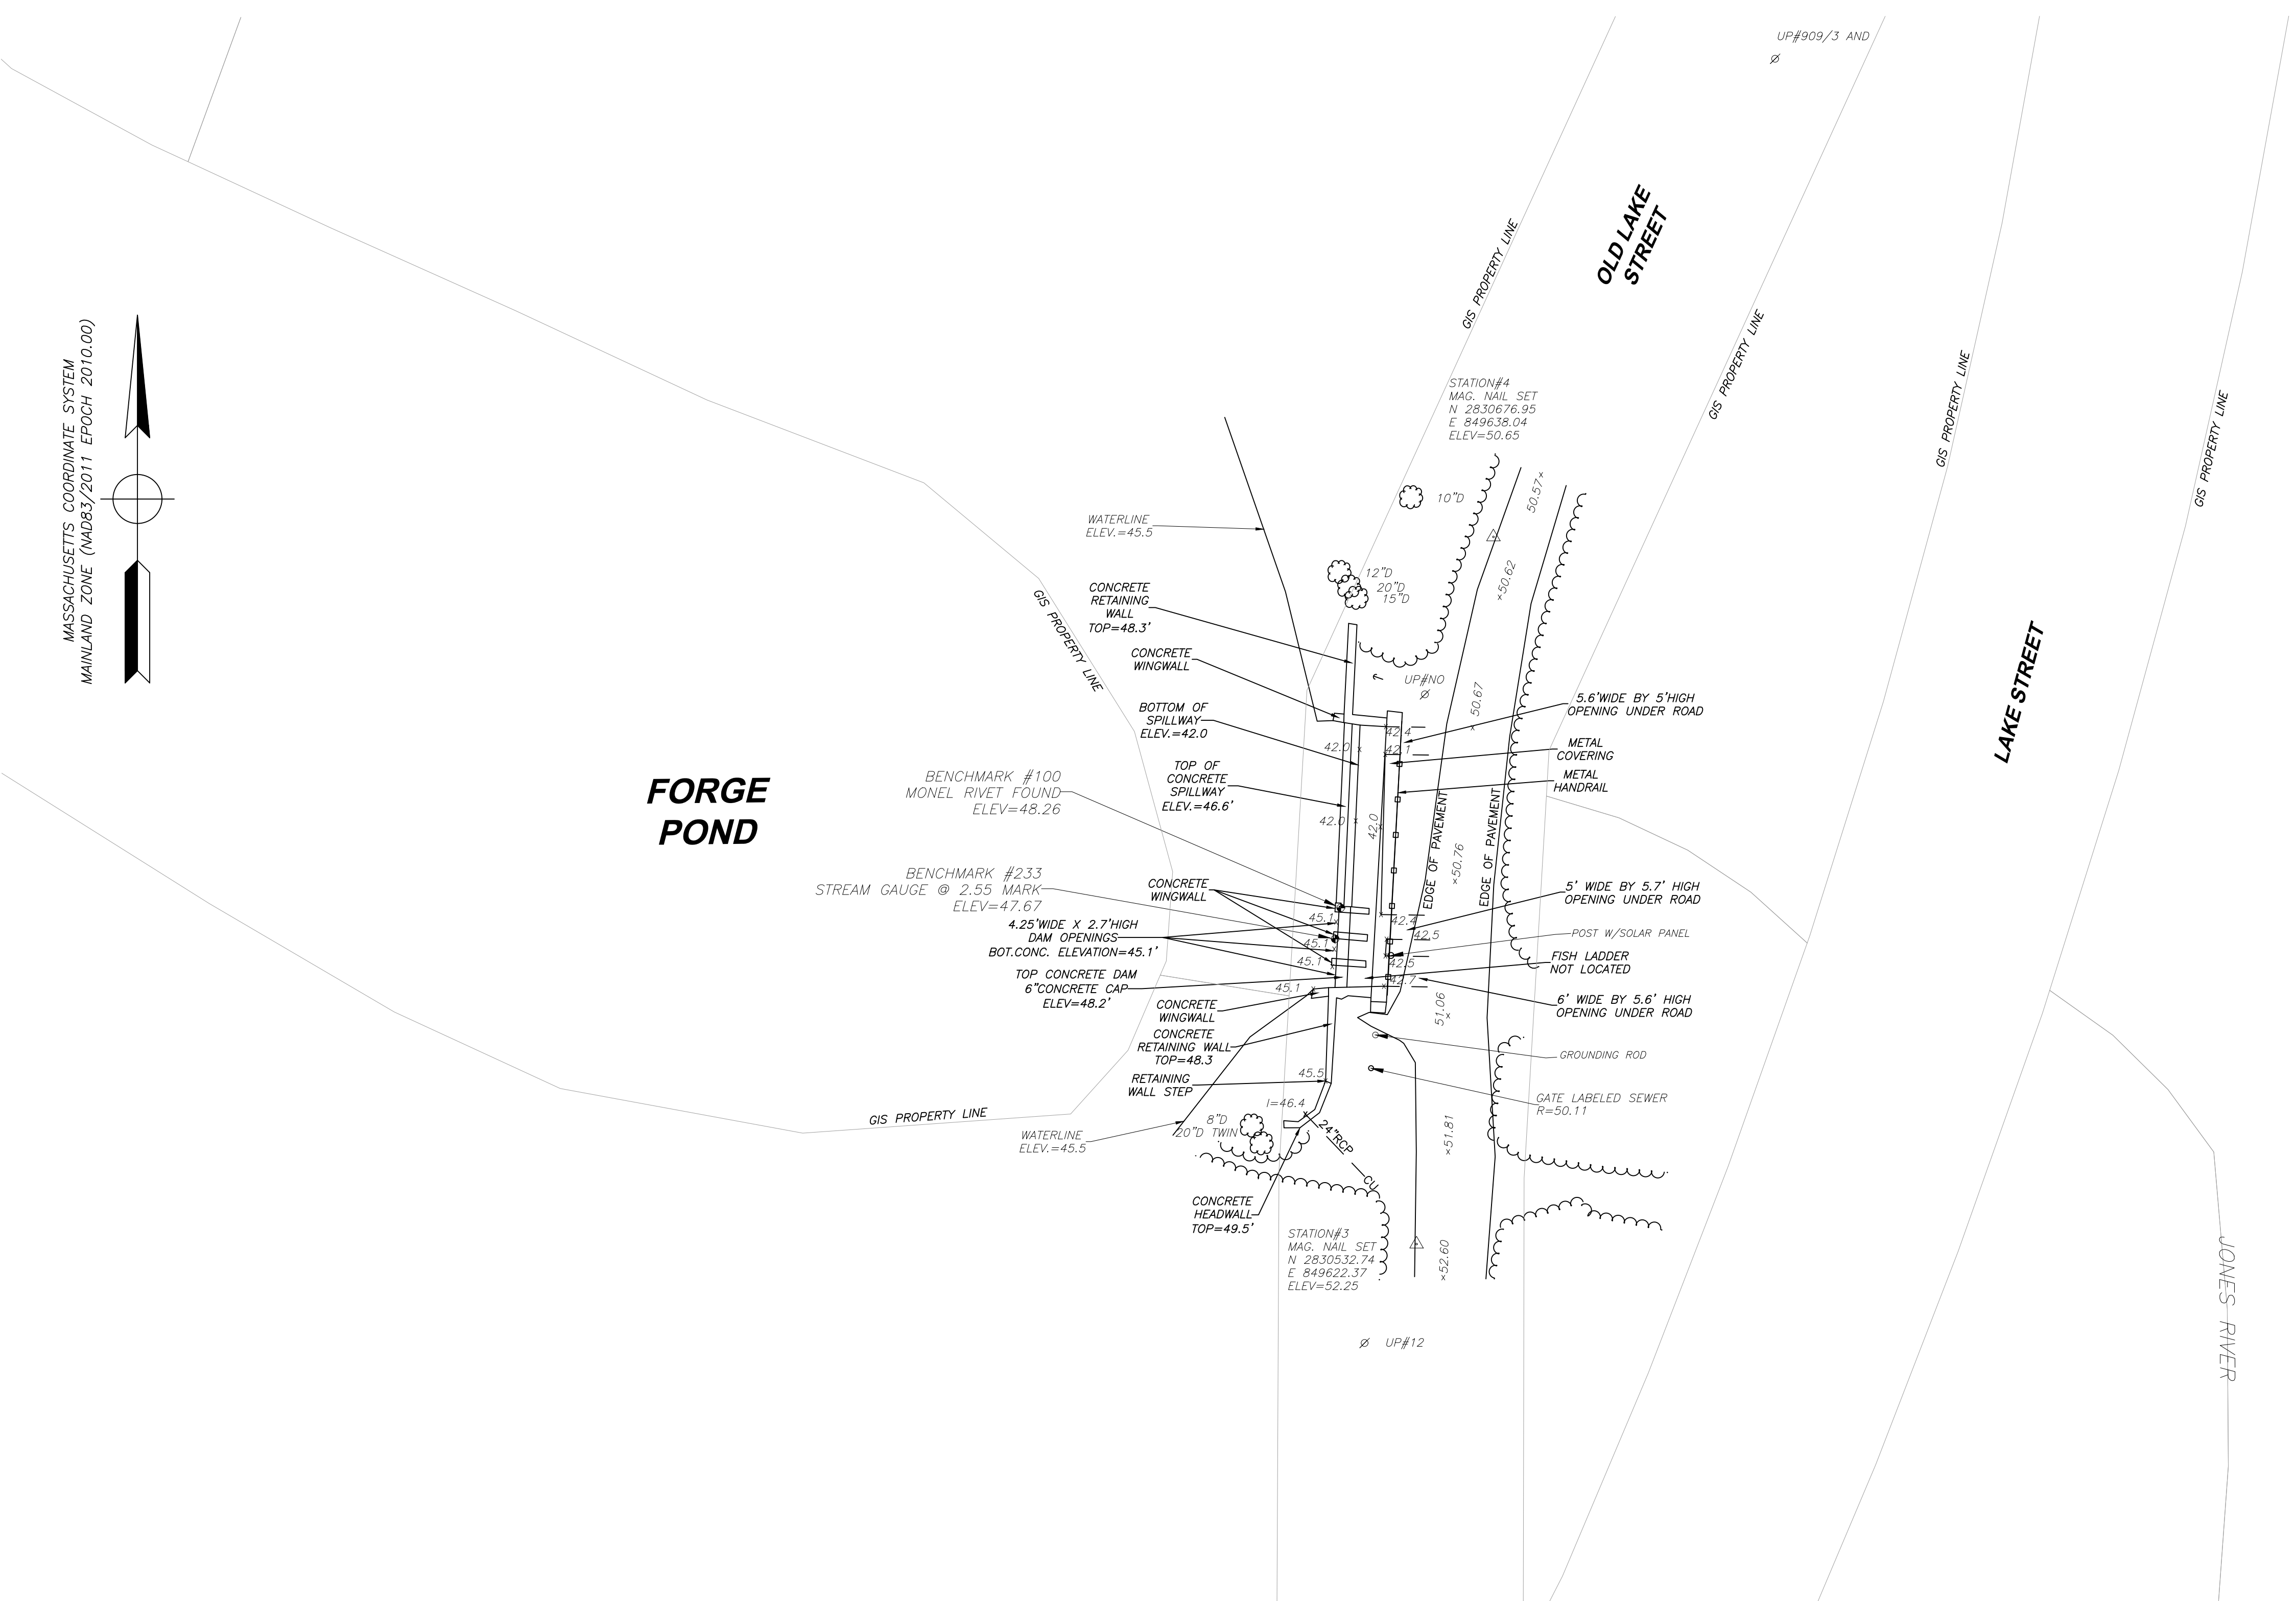 UP#909/3 AND
OLD LAKE
STREET
GIS PROPERTY LINE
GIS PROPERTY LINE
GIS PROPERTY LINE
GIS PROPERTY LINE
LAKE STREET
JONES RIVER
MASSACHUSETTS COORDINATE SYSTEM
MAINLAND ZONE (NAD83/2011 EPOCH 2010.00)
STATION#4
MAG. NAIL SET
N 2830676.95
E 849638.04
ELEV=50.65
10"D
50.57
WATERLINE
ELEV.=45.5
12"D
20"D
15"D
50.62
CONCRETE
RETAINING
WALL
TOP=48.3'
GIS PROPERTY LINE
CONCRETE
WINGWALL
UP#NO
50.67
5.6'WIDE BY 5'HIGH
OPENING UNDER ROAD
BOTTOM OF
SPILLWAY
ELEV.=42.0
42.4
42.0
42.1
METAL
COVERING
TOP OF
CONCRETE
SPILLWAY
ELEV.=46.6'
METAL
HANDRAIL
FORGE
POND
BENCHMARK #100
MONEL RIVET FOUND
ELEV=48.26
42.0
42.0
EDGE OF PAVEMENT
EDGE OF PAVEMENT
50.76
BENCHMARK #233
STREAM GAUGE @ 2.55 MARK
ELEV=47.67
CONCRETE
WINGWALL
5' WIDE BY 5.7' HIGH
OPENING UNDER ROAD
45.1
42.4
4.25'WIDE X 2.7'HIGH
DAM OPENINGS
BOT.CONC. ELEVATION=45.1'
45.1
42.5
POST W/SOLAR PANEL
45.1
42.5
FISH LADDER
NOT LOCATED
TOP CONCRETE DAM
6"CONCRETE CAP
ELEV=48.2'
45.1
42.7
6' WIDE BY 5.6' HIGH
OPENING UNDER ROAD
CONCRETE
WINGWALL
51.06
CONCRETE
RETAINING WALL
TOP=48.3
GROUNDING ROD
RETAINING
WALL STEP
45.5
GATE LABELED SEWER
R=50.11
I=46.4
GIS PROPERTY LINE
8"D
20"D TWIN
24"RCP
CU
51.81
WATERLINE
ELEV.=45.5
CONCRETE
HEADWALL
TOP=49.5'
STATION#3
MAG. NAIL SET
N 2830532.74
E 849622.37
ELEV=52.25
52.60
UP#12